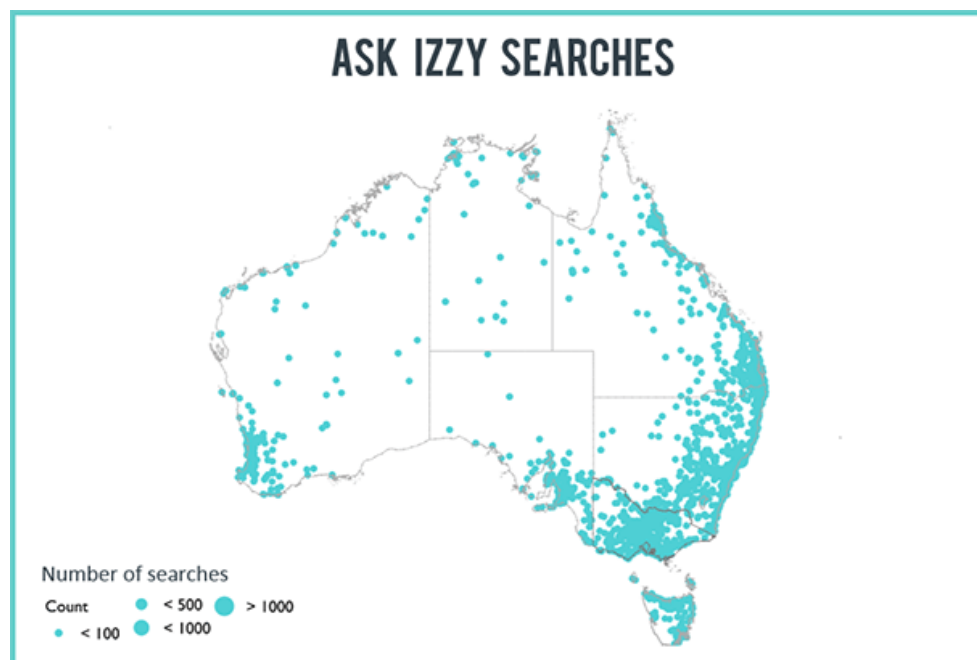 ASK IZZY SEARCHES
Number of searches
Count
< 100
< 500
< 1000
> 1000